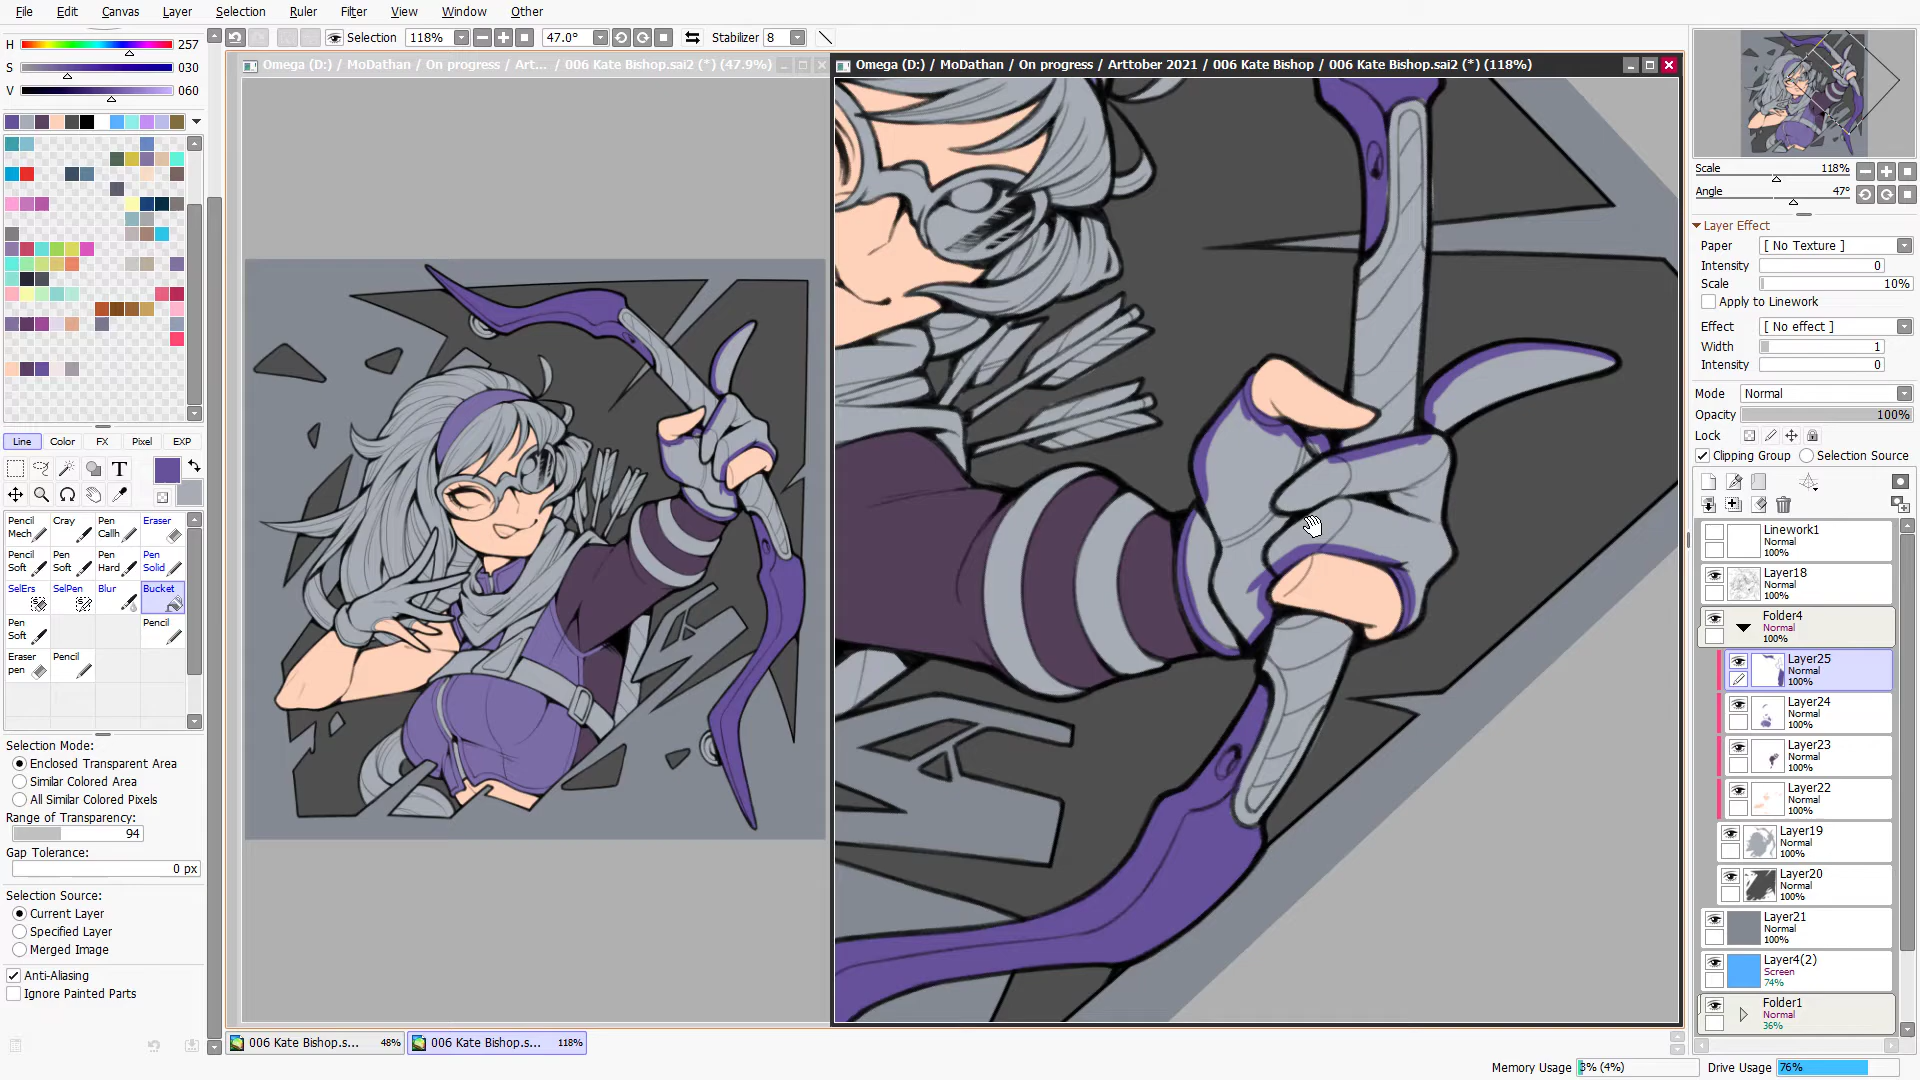 File Edit Canvas Layer Selection Ruler Filter View Window Other
H 257
S 030
V 060
Selection 118% 47.0° Stabilizer 8
Omega (D:) / MoDathan / On progress / Art... / 006 Kate Bishop.sai2 (*) (47.9%)
Omega (D:) / MoDathan / On progress / Arttober 2021 / 006 Kate Bishop / 006 Kate Bishop.sai2 (*) (118%)
Line Color FX Pixel EXP
T
Pencil Mech
Cray
Pen Callh
Eraser
Pencil Soft
Pen Soft
Pen Hard
Pen Solid
SelErs
SelPen
Blur
Bucket
Pen Soft
Pencil
Eraser pen
Pencil
Selection Mode:
Enclosed Transparent Area
Similar Colored Area
All Similar Colored Pixels
Range of Transparency:
94
Gap Tolerance:
0 px
Selection Source:
Current Layer
Specified Layer
Merged Image
Anti-Aliasing
Ignore Painted Parts
006 Kate Bishop.s... 48%
006 Kate Bishop.s... 118%
Scale 118%
Angle 47°
Layer Effect
Paper [ No Texture ]
Intensity 0
Scale 10%
Apply to Linework
Effect [ No effect ]
Width 1
Intensity 0
Mode Normal
Opacity 100%
Lock
Clipping Group Selection Source
Linework1
Normal
100%
Layer18
Normal
100%
Folder4
Normal
100%
Layer25
Normal
100%
Layer24
Normal
100%
Layer23
Normal
100%
Layer22
Normal
100%
Layer19
Normal
100%
Layer20
Normal
100%
Layer21
Normal
100%
Layer4(2)
Screen
74%
Folder1
Normal
36%
Memory Usage 3% (4%) Drive Usage 76%